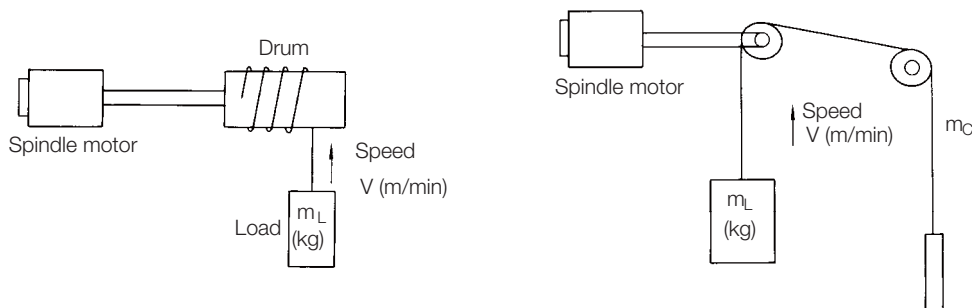 Drum
Spindle motor
Speed
V (m/min)
Load
m_L
(kg)
Spindle motor
Speed
V (m/min)
m_C
m_L
(kg)